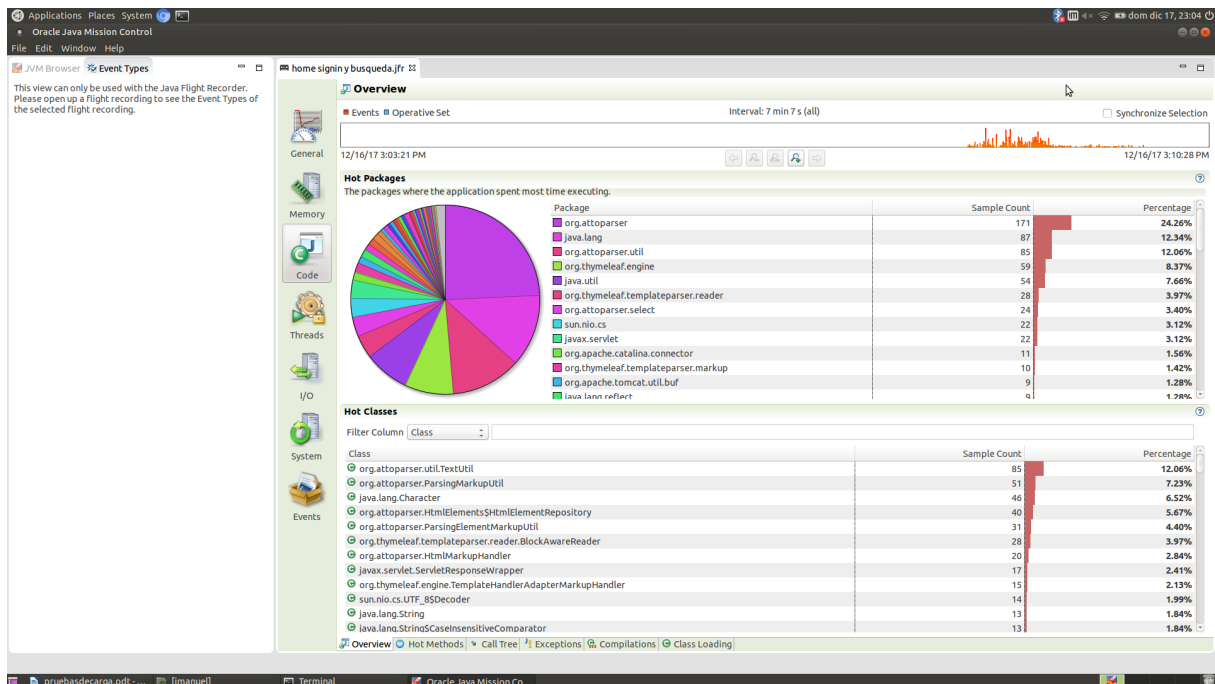 Applications Places System dom dic 17, 23:04
Oracle Java Mission Control
File Edit Window Help
JVM Browser Event Types
This view can only be used with the Java Flight Recorder.
Please open up a flight recording to see the Event Types of
the selected flight recording.
home signin y busqueda.jfr
Overview
Events Operative Set Interval: 7 min 7 s (all) Synchronize Selection
12/16/17 3:03:21 PM 12/16/17 3:10:28 PM
General
Memory
Code
Threads
I/O
System
Events
Hot Packages
The packages where the application spent most time executing.
Package Sample Count Percentage
org.attoparser 171 24.26%
java.lang 87 12.34%
org.attoparser.util 85 12.06%
org.thymeleaf.engine 59 8.37%
java.util 54 7.66%
org.thymeleaf.templateparser.reader 28 3.97%
org.attoparser.select 24 3.40%
sun.nio.cs 22 3.12%
javax.servlet 22 3.12%
org.apache.catalina.connector 11 1.56%
org.thymeleaf.templateparser.markup 10 1.42%
org.apache.tomcat.util.buf 9 1.28%
java.lang.reflect 9 1.28%
Hot Classes
Filter Column Class
Class Sample Count Percentage
org.attoparser.util.TextUtil 85 12.06%
org.attoparser.ParsingMarkupUtil 51 7.23%
java.lang.Character 46 6.52%
org.attoparser.HtmlElements$HtmlElementRepository 40 5.67%
org.attoparser.ParsingElementMarkupUtil 31 4.40%
org.thymeleaf.templateparser.reader.BlockAwareReader 28 3.97%
org.attoparser.HtmlMarkupHandler 20 2.84%
javax.servlet.ServletResponseWrapper 17 2.41%
org.thymeleaf.engine.TemplateHandlerAdapterMarkupHandler 15 2.13%
sun.nio.cs.UTF_8$Decoder 14 1.99%
java.lang.String 13 1.84%
java.lang.String$CaseInsensitiveComparator 13 1.84%
Overview Hot Methods Call Tree Exceptions Compilations Class Loading
pruebasdecarga.odt - ... [imanuel] Terminal Oracle Java Mission Co...